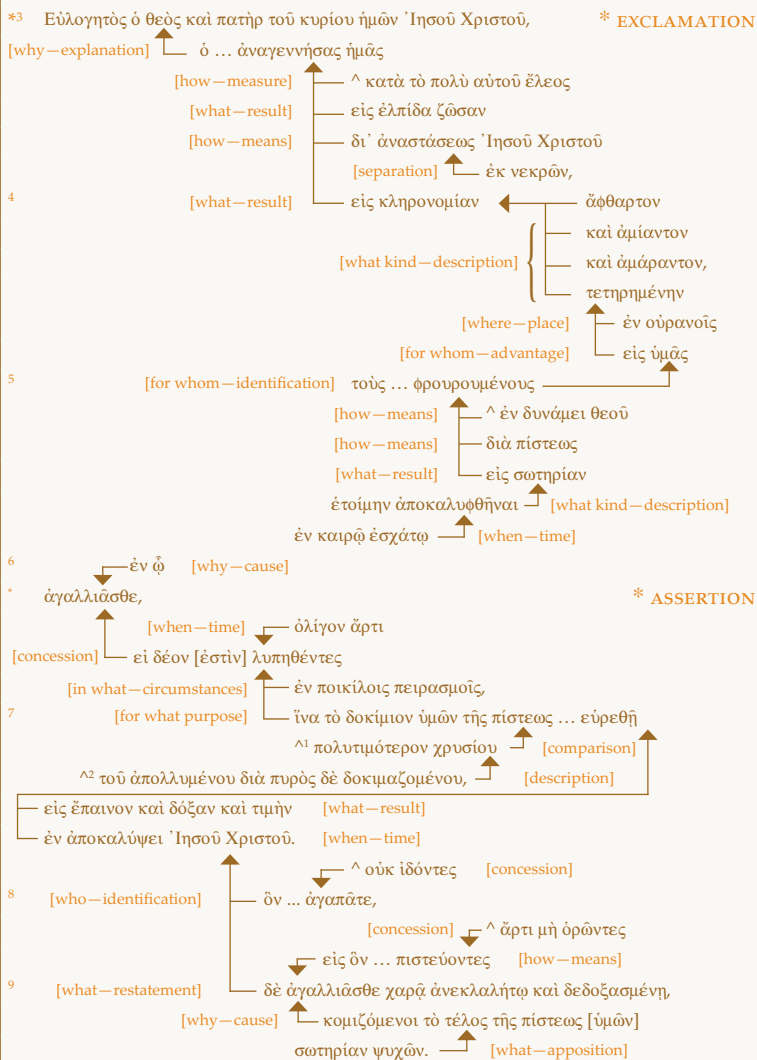 *3 Εὐλογητὸς ὁ θεὸς καὶ πατὴρ τοῦ κυρίου ἡμῶν Ἰησοῦ Χριστοῦ, * EXCLAMATION
[why—explanation] ὁ … ἀναγεννήσας ἡμᾶς
[how—measure] ^ κατὰ τὸ πολὺ αὐτοῦ ἔλεος
[what—result] εἰς ἐλπίδα ζῶσαν
[how—means] δι᾽ ἀναστάσεως Ἰησοῦ Χριστοῦ
[separation] ἐκ νεκρῶν,
4 [what—result] εἰς κληρονομίαν ἄφθαρτον
καὶ ἀμίαντον
[what kind—description] καὶ ἀμάραντον,
τετηρημένην
[where—place] ἐν οὐρανοῖς
[for whom—advantage] εἰς ὑμᾶς
5 [for whom—identification] τοὺς … φρουρουμένους
[how—means] ^ ἐν δυνάμει θεοῦ
[how—means] διὰ πίστεως
[what—result] εἰς σωτηρίαν
ἑτοίμην ἀποκαλυφθῆναι [what kind—description]
ἐν καιρῷ ἐσχάτῳ [when—time]
6 ἐν ᾧ [why—cause]
* ἀγαλλιᾶσθε, * ASSERTION
[when—time] ὀλίγον ἄρτι
[concession] εἰ δέον [ἐστὶν] λυπηθέντες
[in what—circumstances] ἐν ποικίλοις πειρασμοῖς,
7 [for what purpose] ἵνα τὸ δοκίμιον ὑμῶν τῆς πίστεως … εὑρεθῇ
^1 πολυτιμότερον χρυσίου [comparison]
^2 τοῦ ἀπολλυμένου διὰ πυρὸς δὲ δοκιμαζομένου, [description]
εἰς ἔπαινον καὶ δόξαν καὶ τιμὴν [what—result]
ἐν ἀποκαλύψει Ἰησοῦ Χριστοῦ. [when—time]
^ οὐκ ἰδόντες [concession]
8 [who—identification] ὃν ... ἀγαπᾶτε,
[concession] ^ ἄρτι μὴ ὁρῶντες
εἰς ὃν … πιστεύοντες [how—means]
9 [what—restatement] δὲ ἀγαλλιᾶσθε χαρᾷ ἀνεκλαλήτῳ καὶ δεδοξασμένῃ,
[why—cause] κομιζόμενοι τὸ τέλος τῆς πίστεως [ὑμῶν]
σωτηρίαν ψυχῶν. [what—apposition]